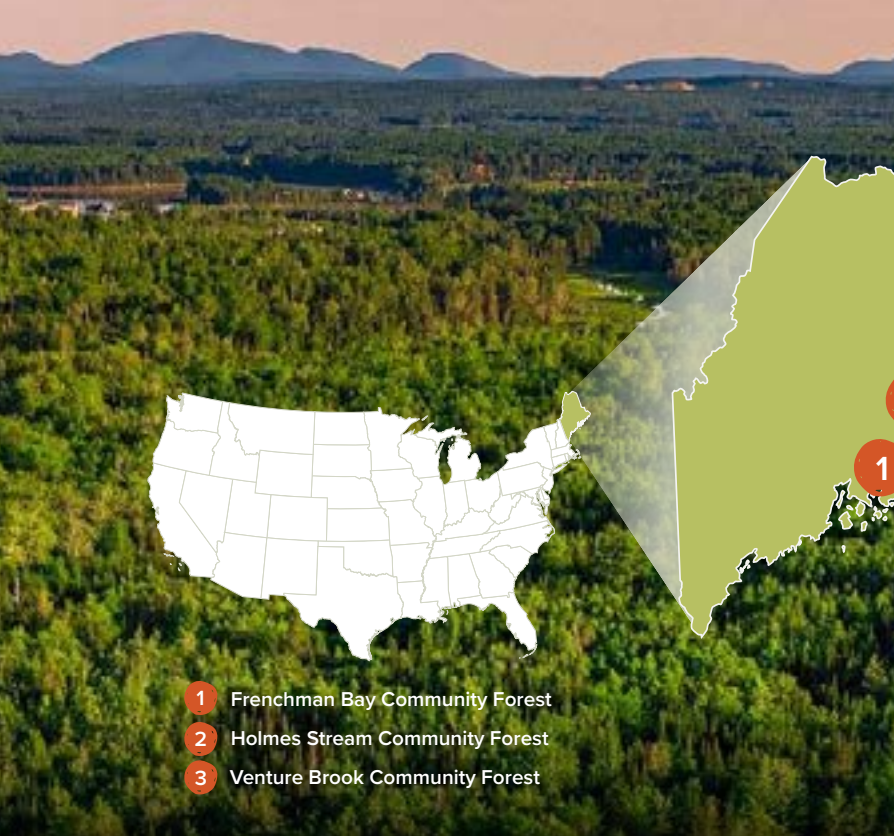 1
1 Frenchman Bay Community Forest
2 Holmes Stream Community Forest
3 Venture Brook Community Forest